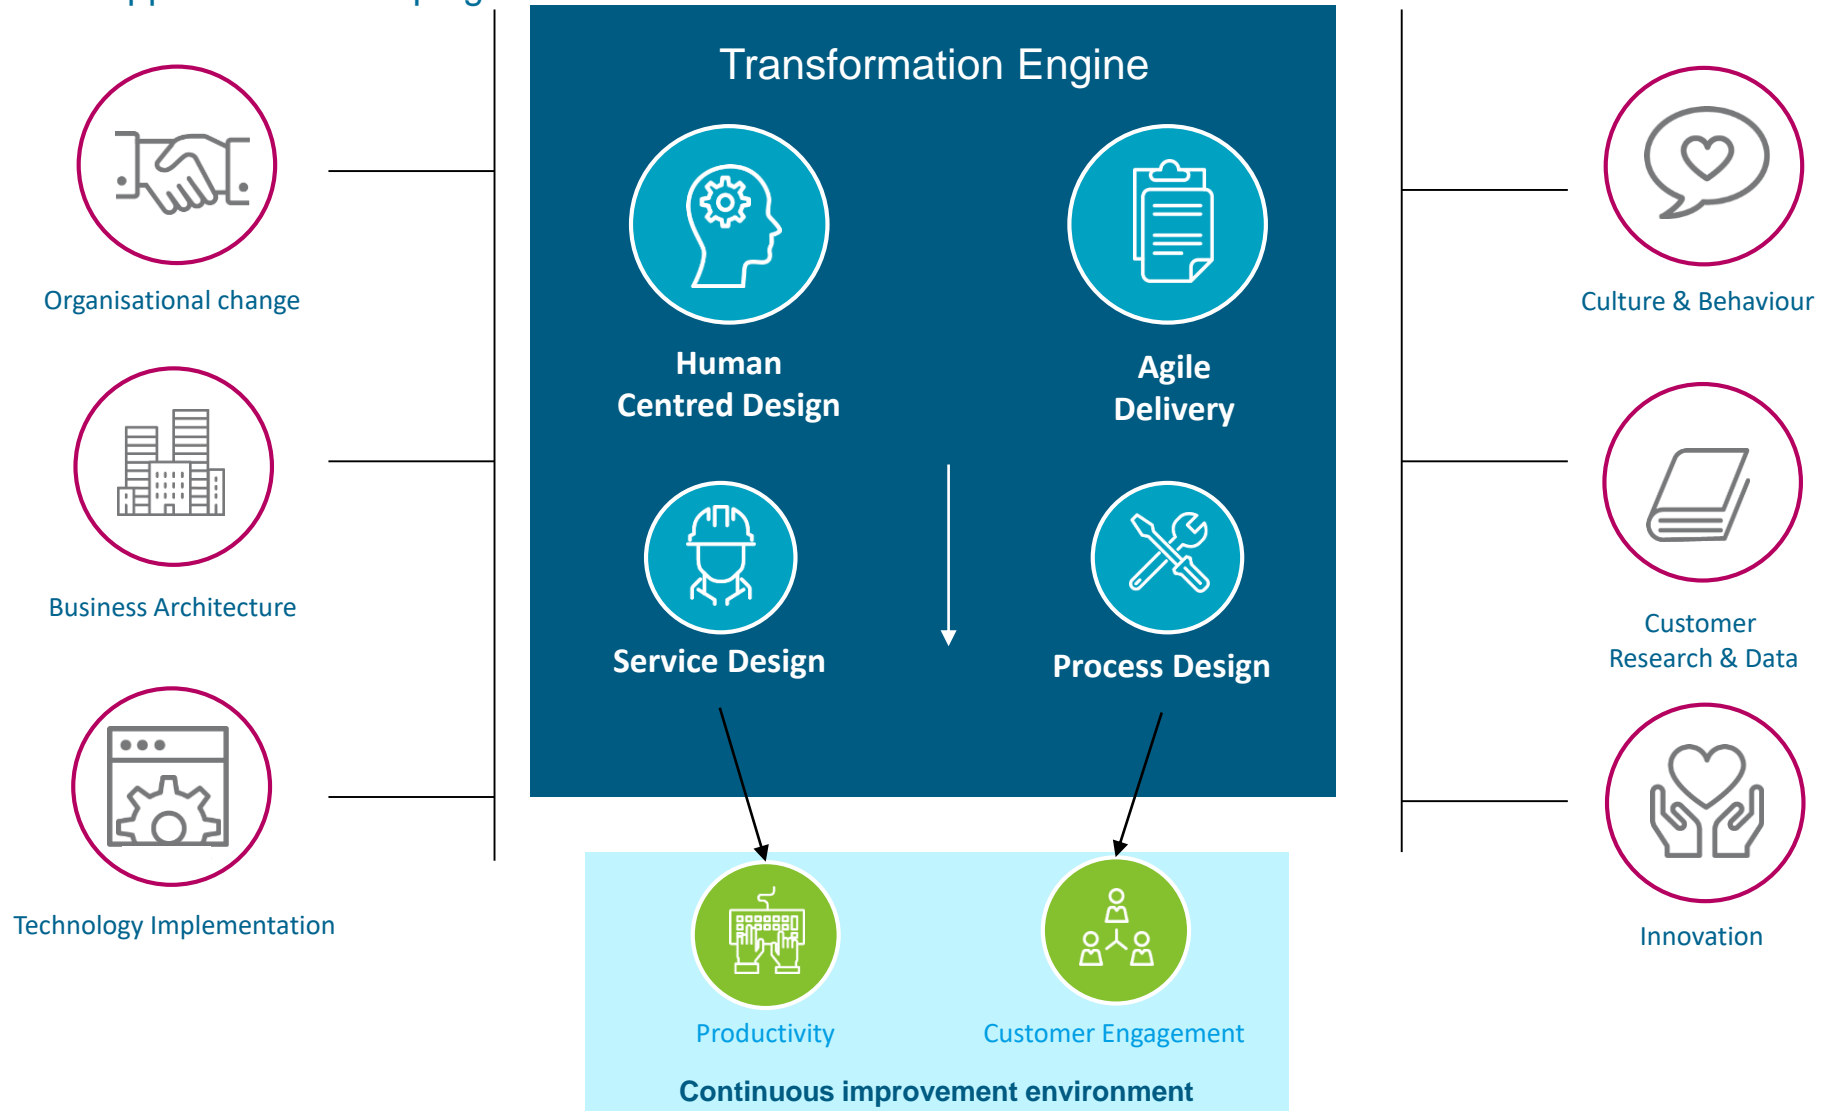 Transformation Engine
Organisational change
Business Architecture
Technology Implementation
Human
Centred Design
Agile
Delivery
Service Design
Process Design
Culture & Behaviour
Customer
Research & Data
Innovation
Productivity
Customer Engagement
Continuous improvement environment